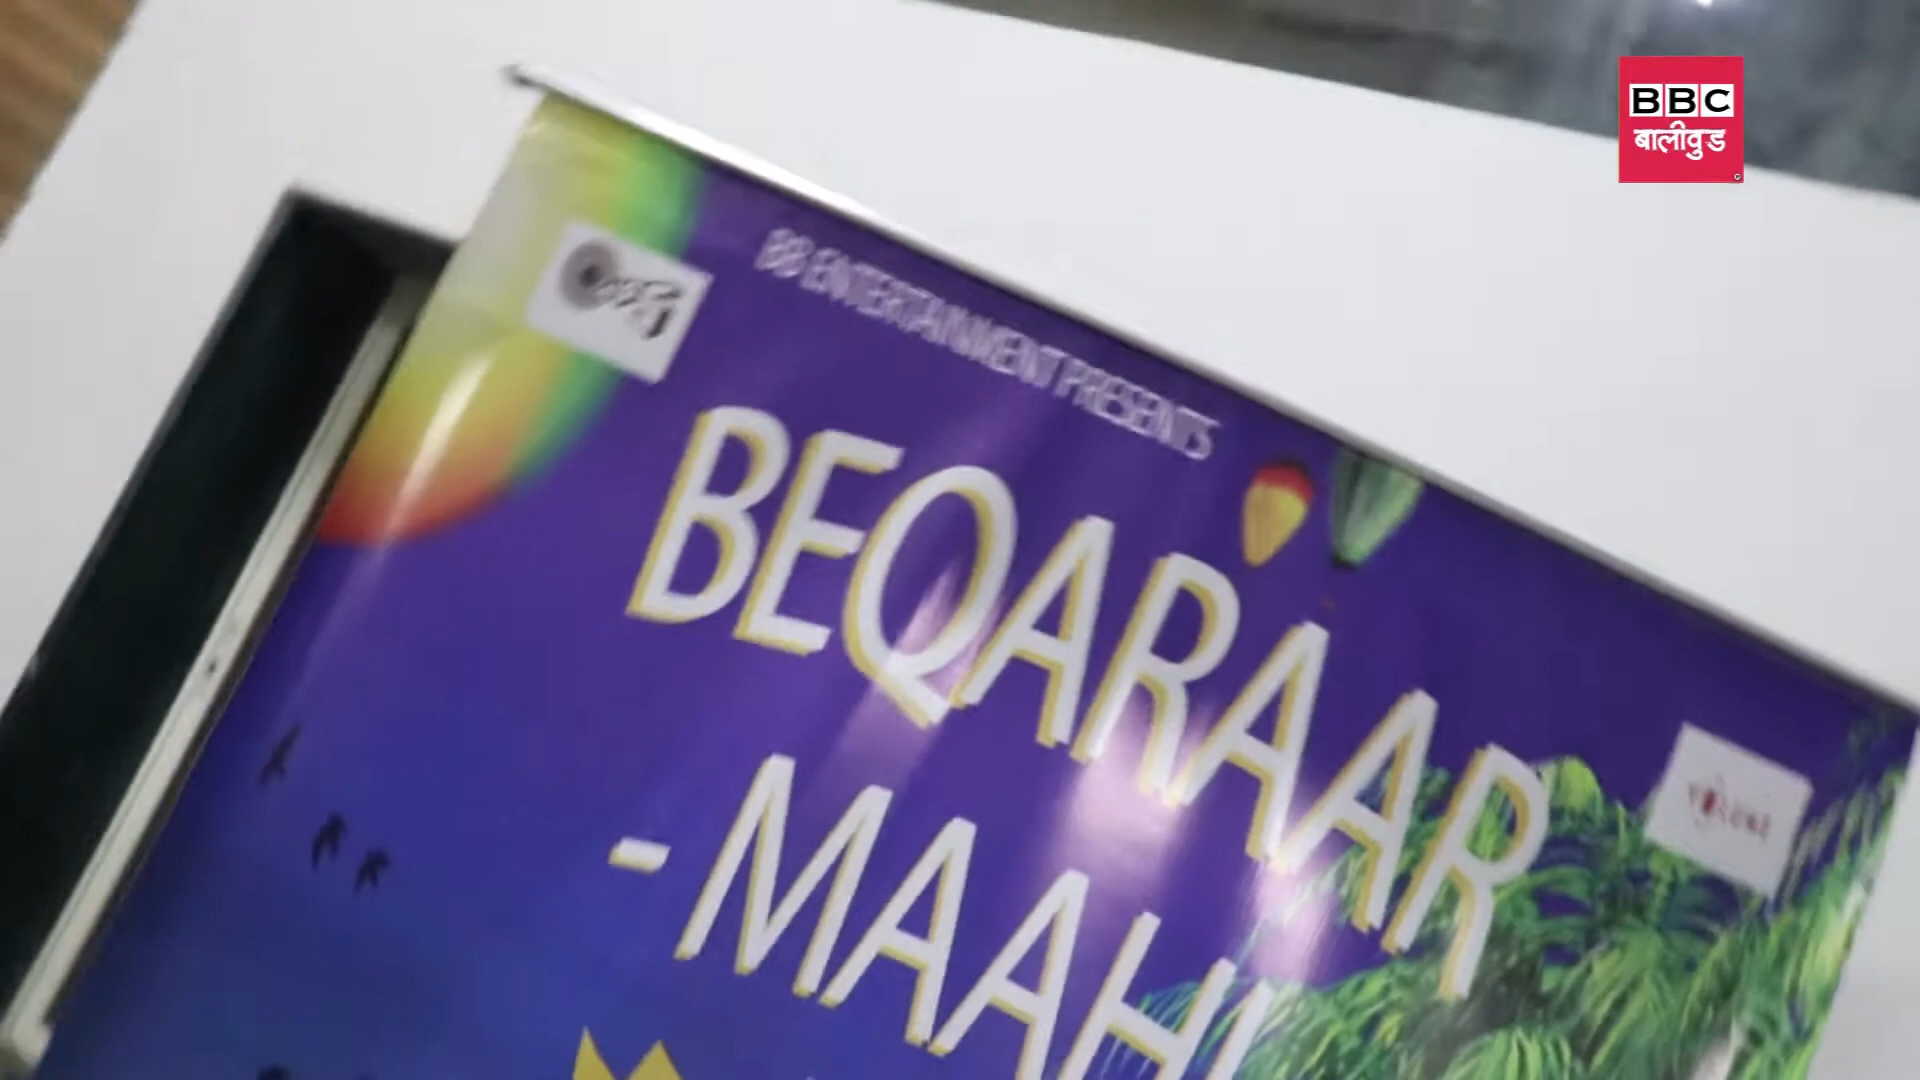 BBC
बालीवुड
BB ENTERTAINMENT PRESENTS
BEQARAAR
- MAAHI